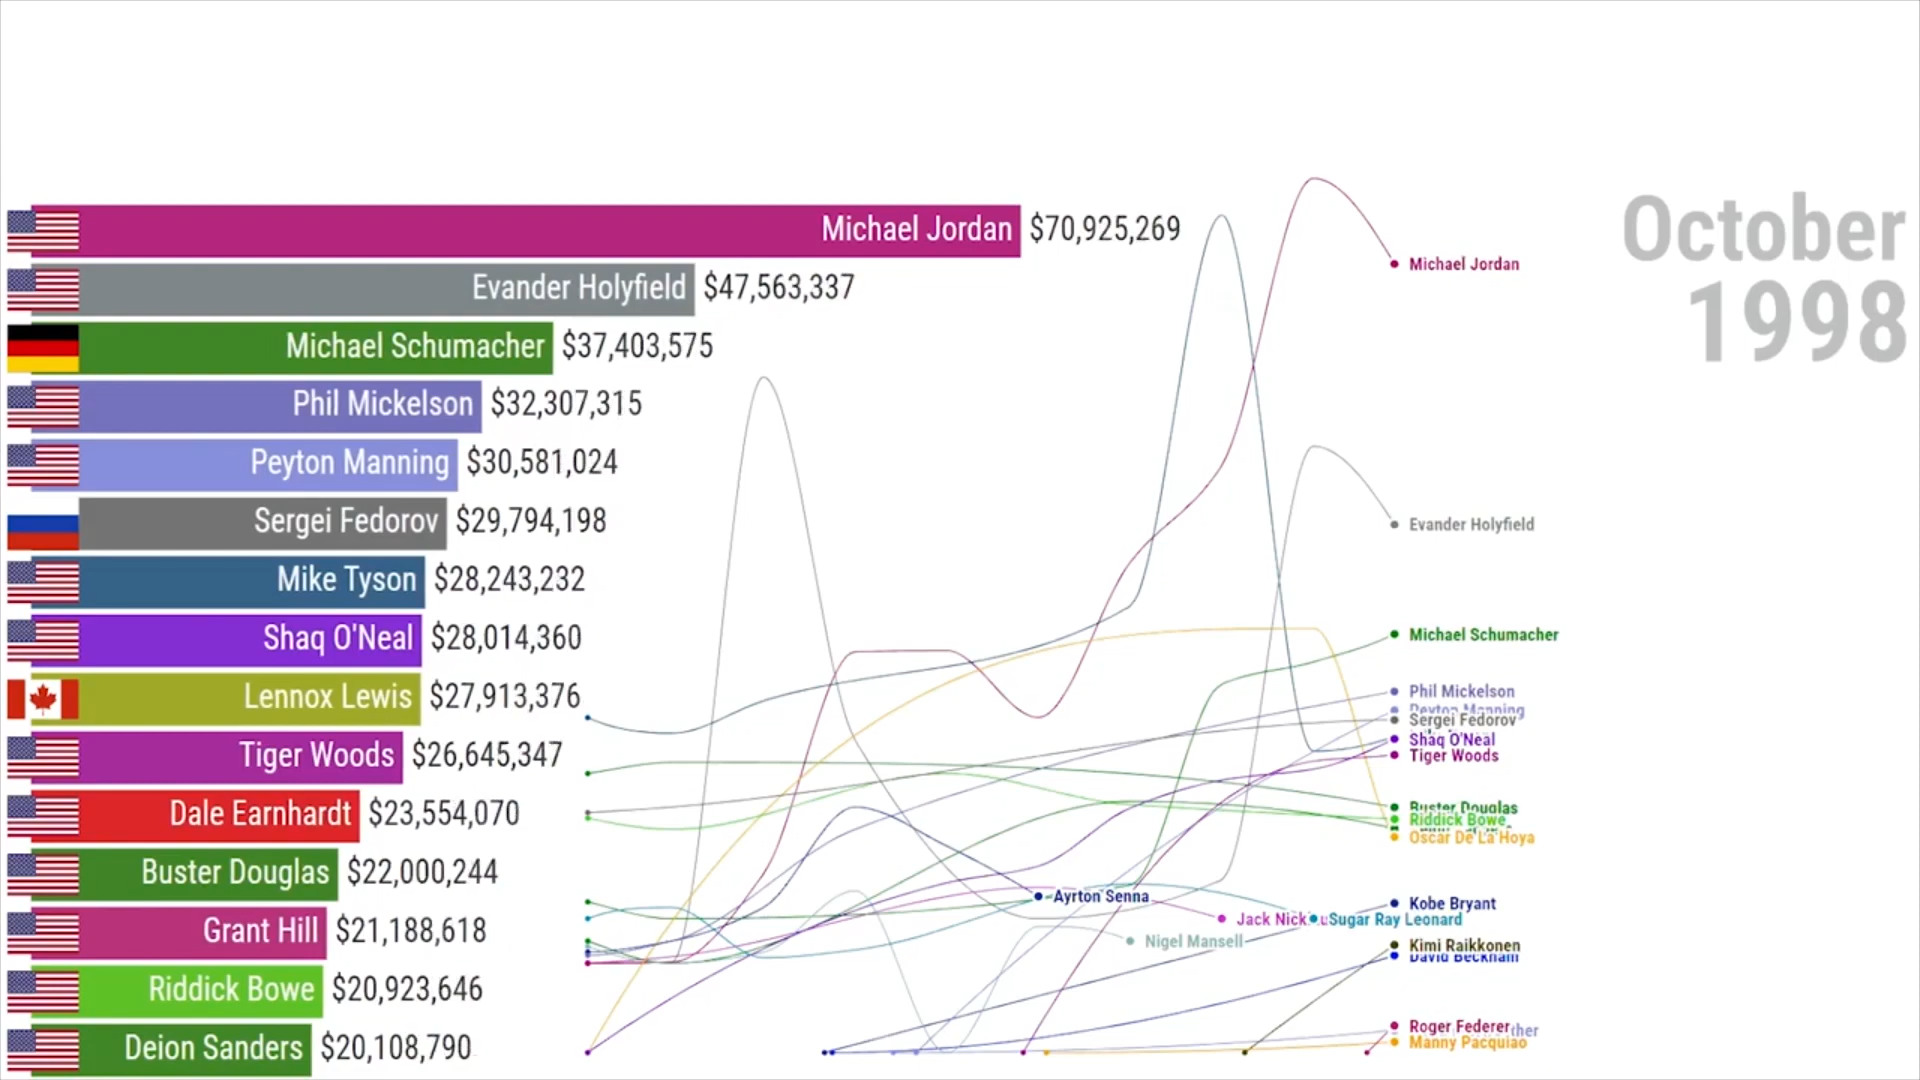 October
1998
Michael Jordan $70,925,269
Evander Holyfield $47,563,337
Michael Schumacher $37,403,575
Phil Mickelson $32,307,315
Peyton Manning $30,581,024
Sergei Fedorov $29,794,198
Mike Tyson $28,243,232
Shaq O'Neal $28,014,360
Lennox Lewis $27,913,376
Tiger Woods $26,645,347
Dale Earnhardt $23,554,070
Buster Douglas $22,000,244
Grant Hill $21,188,618
Riddick Bowe $20,923,646
Deion Sanders $20,108,790
Michael Jordan
Evander Holyfield
Michael Schumacher
Phil Mickelson
Peyton Manning
Sergei Fedorov
Shaq O'Neal
Tiger Woods
Buster Douglas
Riddick Bowe
Oscar De La Hoya
Ayrton Senna
Kobe Bryant
Jack Nick
Sugar Ray Leonard
Nigel Mansell
Kimi Raikkonen
David Beckham
Roger Federer
ther
Manny Pacquiao